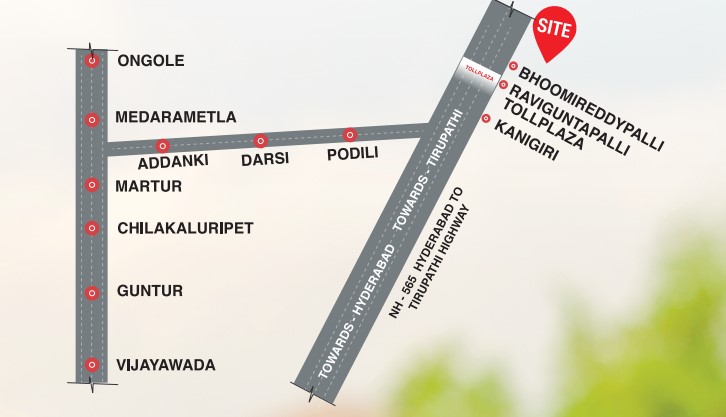 SITE
ONGOLE
MEDARAMETLA
ADDANKI
DARSI
PODILI
MARTUR
CHILAKALURIPET
GUNTUR
VIJAYAWADA
TOLLPLAZA
BHOOMIREDDYPALLI
RAVIGUNTAPALLI
TOLLPLAZA
KANIGIRI
TOWARDS - HYDERABAD TOWARDS - TIRUPATHI
NH - 565 HYDERABAD TO
TIRUPATHI HIGHWAY